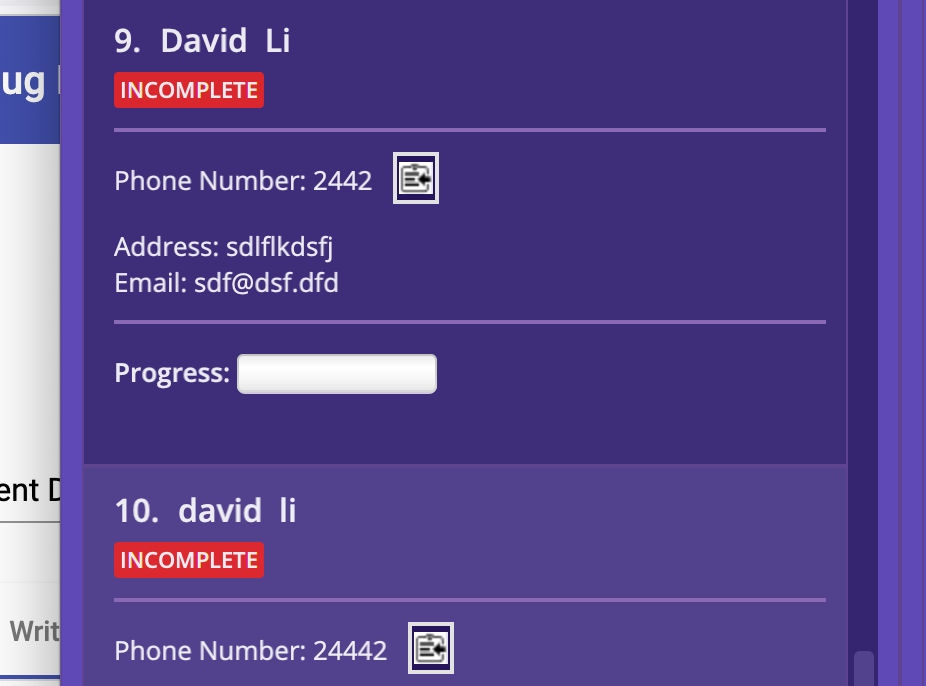 ug
9. David Li
INCOMPLETE
Phone Number: 2442
Address: sdlflkdsfj
Email: sdf@dsf.dfd
Progress:
ent D
10. david li
INCOMPLETE
Writ
Phone Number: 24442